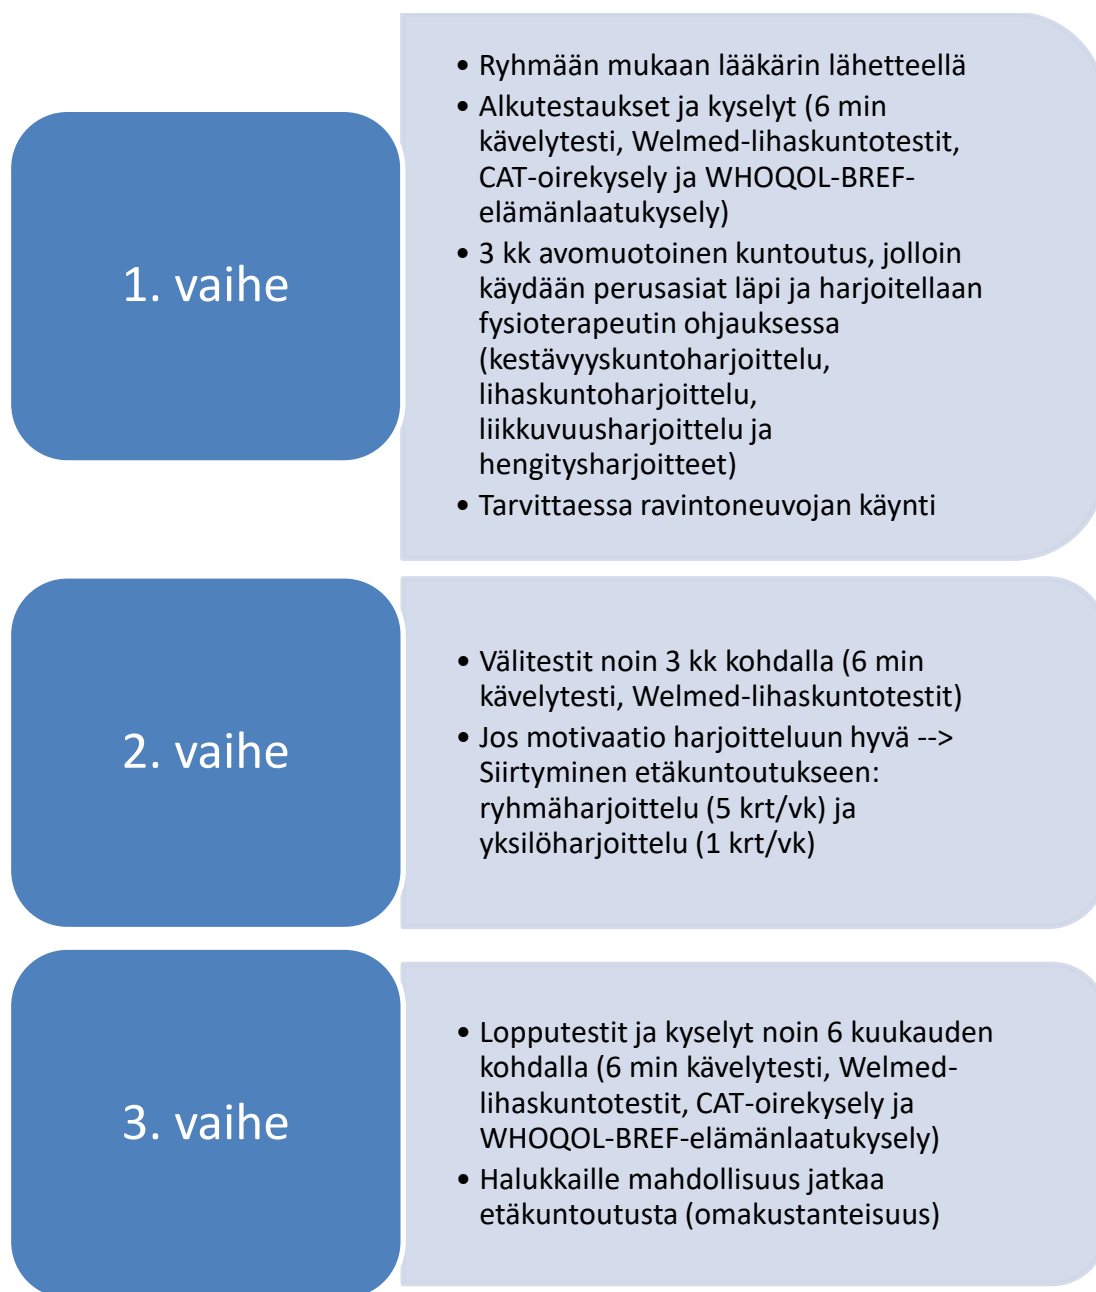 1. vaihe
• Ryhmään mukaan lääkärin lähetteellä
• Alkutestaukset ja kyselyt (6 min
kävelytesti, Welmed-lihaskuntotestit,
CAT-oirekysely ja WHOQOL-BREF-
elämänlaatukysely)
• 3 kk avomuotoinen kuntoutus, jolloin
käydään perusasiat läpi ja harjoitellaan
fysioterapeutin ohjauksessa
(kestävyyskuntoharjoittelu,
lihaskuntoharjoittelu,
liikkuvuusharjoittelu ja
hengitysharjoitteet)
• Tarvittaessa ravintoneuvojan käynti
2. vaihe
• Välitestit noin 3 kk kohdalla (6 min
kävelytesti, Welmed-lihaskuntotestit)
• Jos motivaatio harjoitteluun hyvä -->
Siirtyminen etäkuntoutukseen:
ryhmäharjoittelu (5 krt/vk) ja
yksilöharjoittelu (1 krt/vk)
3. vaihe
• Lopputestit ja kyselyt noin 6 kuukauden
kohdalla (6 min kävelytesti, Welmed-
lihaskuntotestit, CAT-oirekysely ja
WHOQOL-BREF-elämänlaatukysely)
• Halukkaille mahdollisuus jatkaa
etäkuntoutusta (omakustanteisuus)